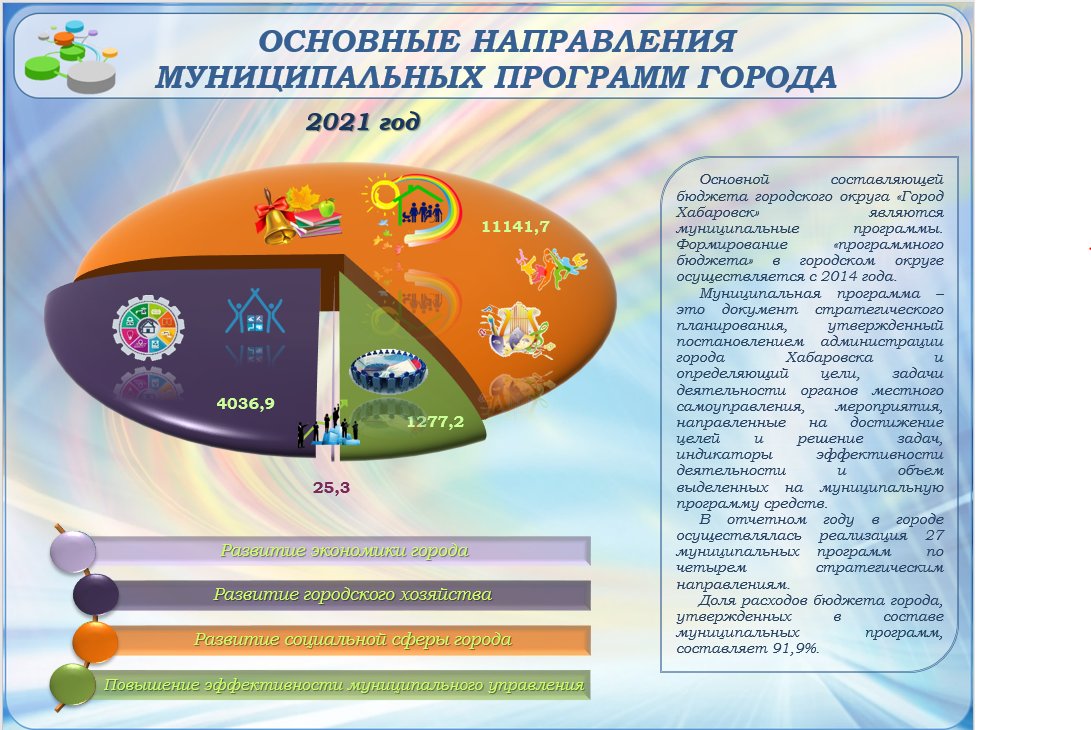 ОСНОВНЫЕ НАПРАВЛЕНИЯ
МУНИЦИПАЛЬНЫХ ПРОГРАММ ГОРОДА
2021 год
11141,7
4036,9
1277,2
25,3
Развитие экономики города
Развитие городского хозяйства
Развитие социальной сферы города
Повышение эффективности муниципального управления
Основной составляющей
бюджета городского округа «Город
Хабаровск» являются
муниципальные программы.
Формирование «программного
бюджета» в городском округе
осуществляется с 2014 года.
Муниципальная программа –
это документ стратегического
планирования, утвержденный
постановлением администрации
города Хабаровска и
определяющий цели, задачи
деятельности органов местного
самоуправления, мероприятия,
направленные на достижение
целей и решение задач,
индикаторы эффективности
деятельности и объем
выделенных на муниципальную
программу средств.
В отчетном году в городе
осуществлялась реализация 27
муниципальных программ по
четырем стратегическим
направлениям.
Доля расходов бюджета города,
утвержденных в составе
муниципальных программ,
составляет 91,9%.